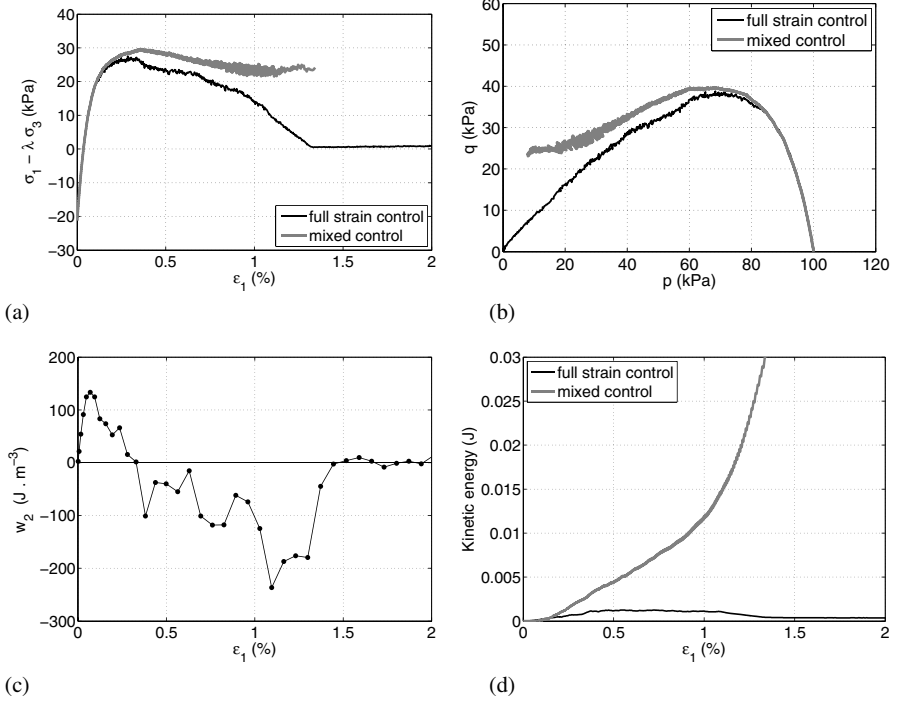 40
30
20
10
0
−10
−20
−30
σ1 − λ σ3 (kPa)
0 0.5 1 1.5 2
ε1 (%)
full strain control
mixed control
(a)
60
50
40
30
20
10
0
q (kPa)
0 20 40 60 80 100 120
p (kPa)
full strain control
mixed control
(b)
200
100
0
−100
−200
−300
w2 (J . m−3)
0 0.5 1 1.5 2
ε1 (%)
(c)
0.03
0.025
0.02
0.015
0.01
0.005
0
Kinetic energy (J)
0 0.5 1 1.5 2
ε1 (%)
full strain control
mixed control
(d)